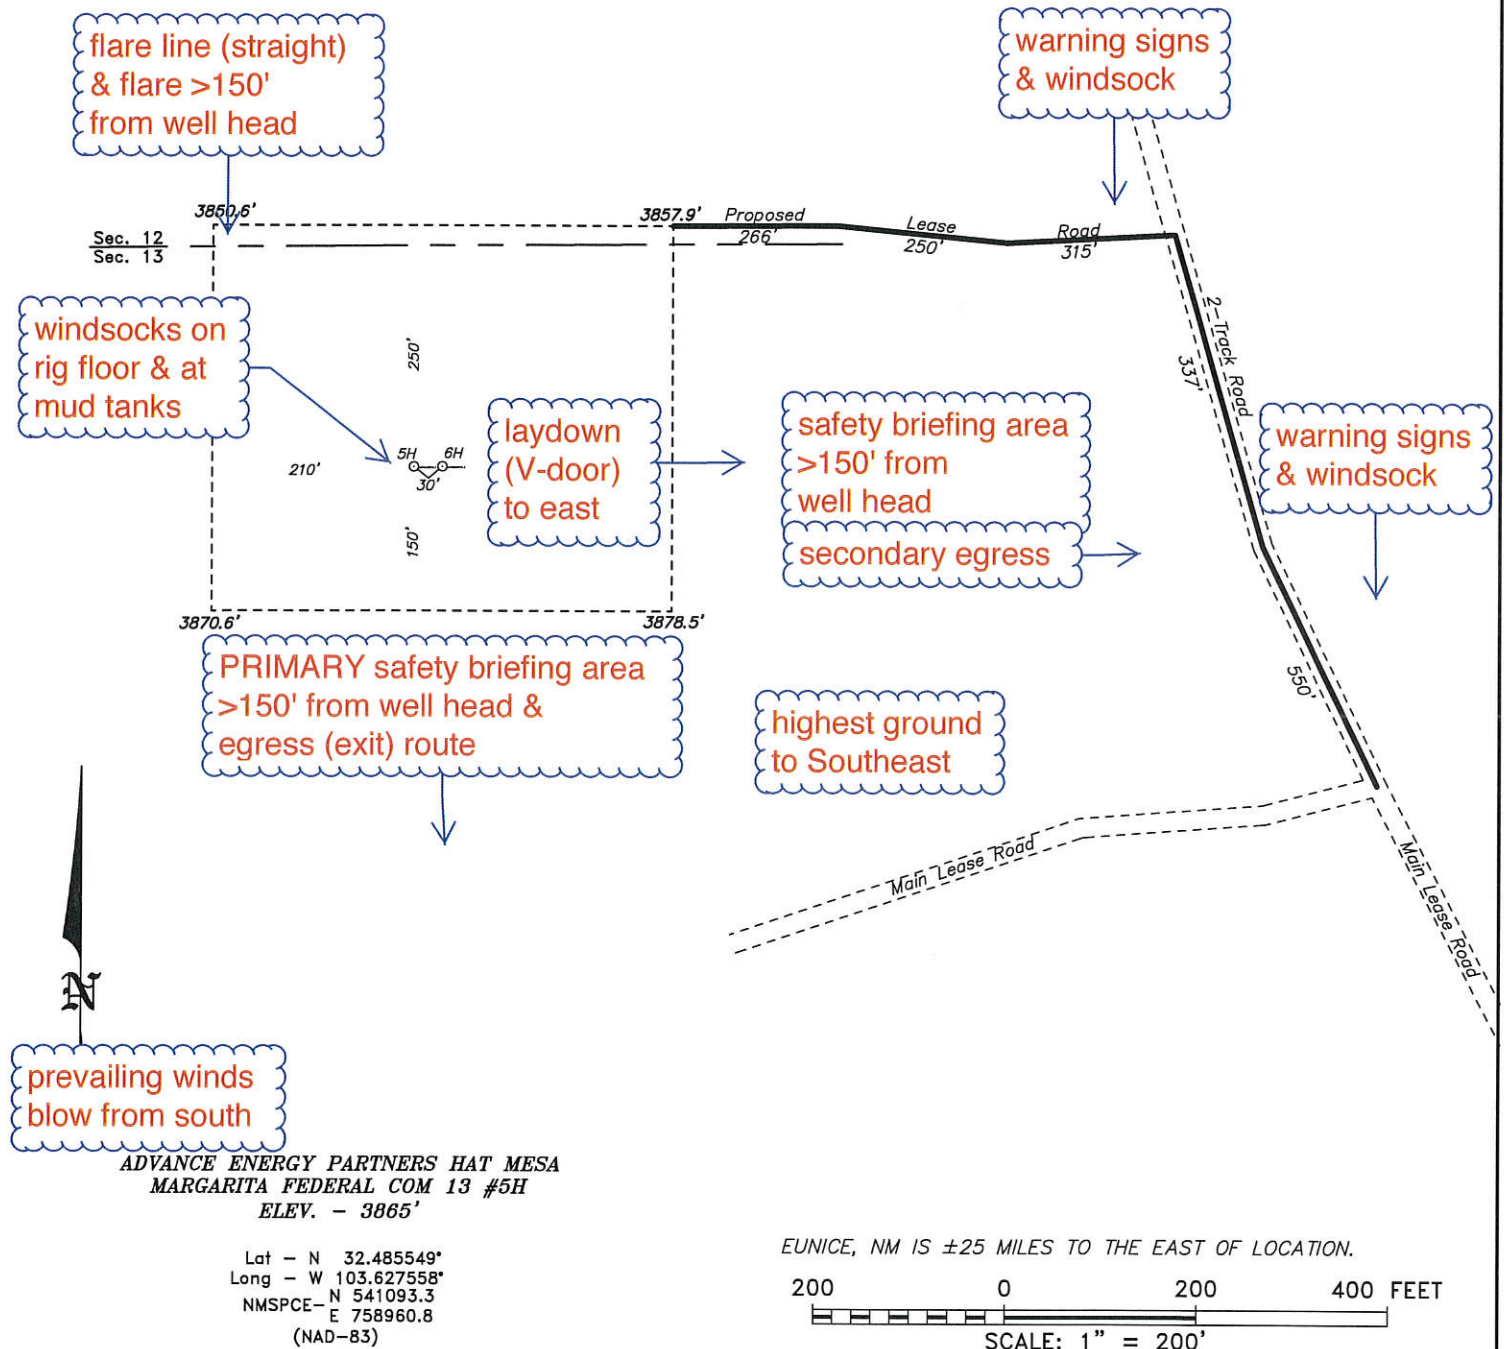 flare line (straight)
& flare >150'
from well head
warning signs
& windsock
3850.6'
3857.9'
Proposed
266'
Lease
250'
Road
315'
Sec. 12
Sec. 13
2-Track Road
337'
windsocks on
rig floor & at
mud tanks
250'
laydown
(V-door)
to east
safety briefing area
>150' from
well head
secondary egress
warning signs
& windsock
210'
5H
6H
30'
150'
3870.6'
3878.5'
550'
PRIMARY safety briefing area
>150' from well head &
egress (exit) route
highest ground
to Southeast
Main Lease Road
Main Lease Road
N
prevailing winds
blow from south
ADVANCE ENERGY PARTNERS HAT MESA
MARGARITA FEDERAL COM 13 #5H
ELEV. - 3865'
Lat - N 32.485549°
Long - W 103.627558°
NMSPCE- N 541093.3
E 758960.8
(NAD-83)
EUNICE, NM IS ±25 MILES TO THE EAST OF LOCATION.
200 0 200 400 FEET
SCALE: 1" = 200'